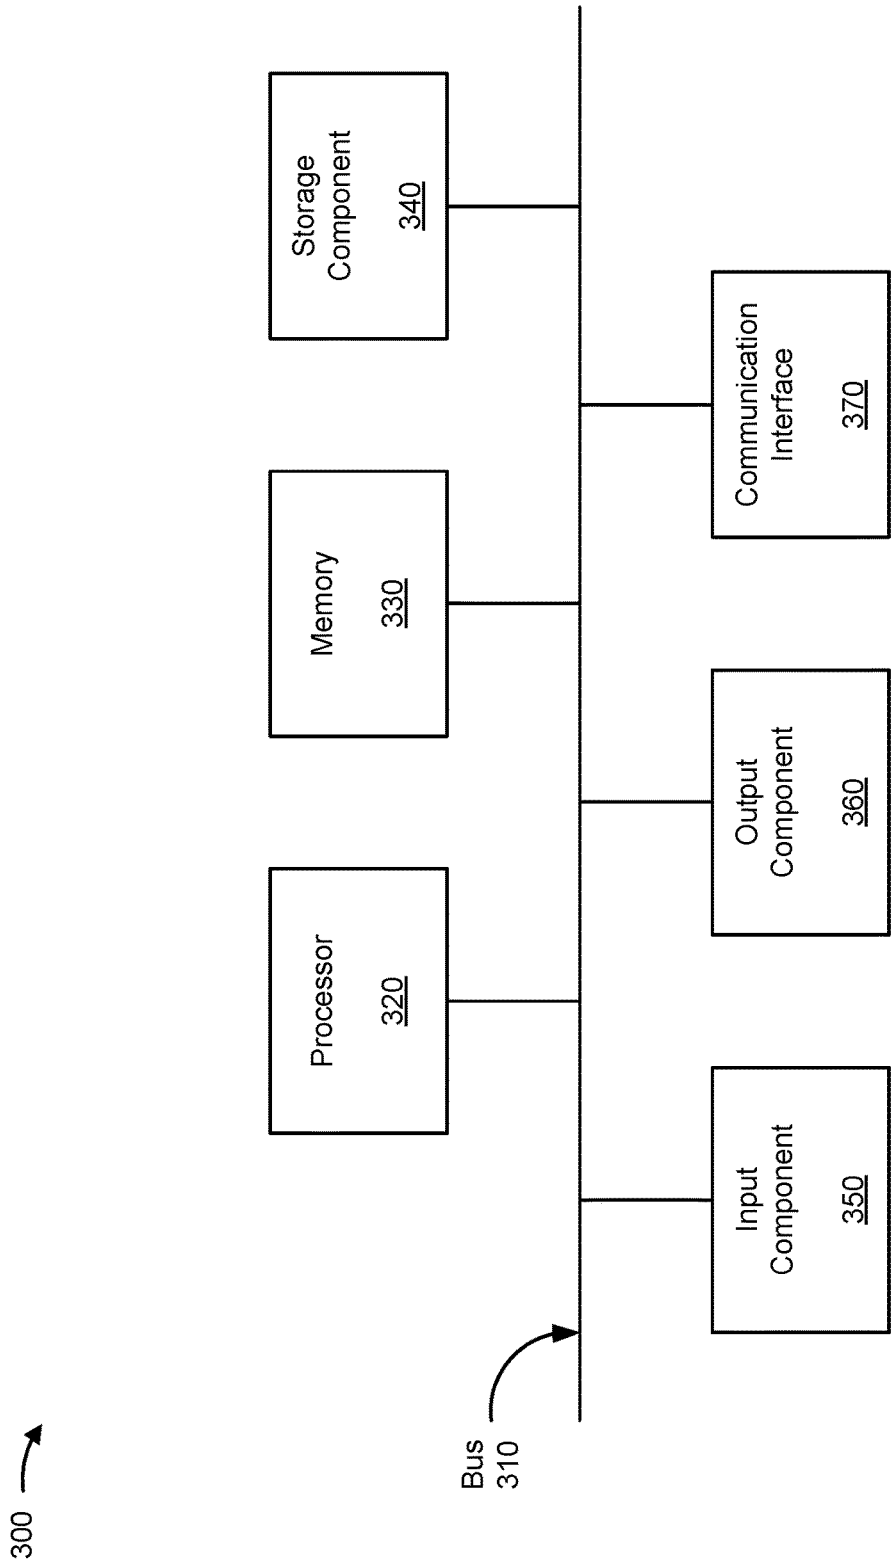 300
Processor
320
Memory
330
Storage
Component
340
Bus
310
Input
Component
350
Output
Component
360
Communication
Interface
370